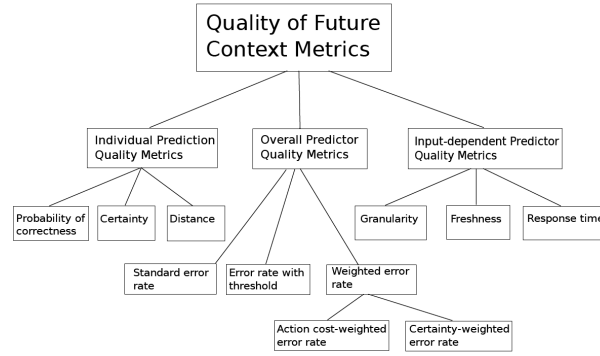 Quality of Future
Context Metrics
Individual Prediction
Quality Metrics
Overall Predictor
Quality Metrics
Input-dependent Predictor
Quality Metrics
Probability of
correctness
Certainty
Distance
Granularity
Freshness
Response time
Standard error
rate
Error rate with
threshold
Weighted error
rate
Action cost-weighted
error rate
Certainty-weighted
error rate